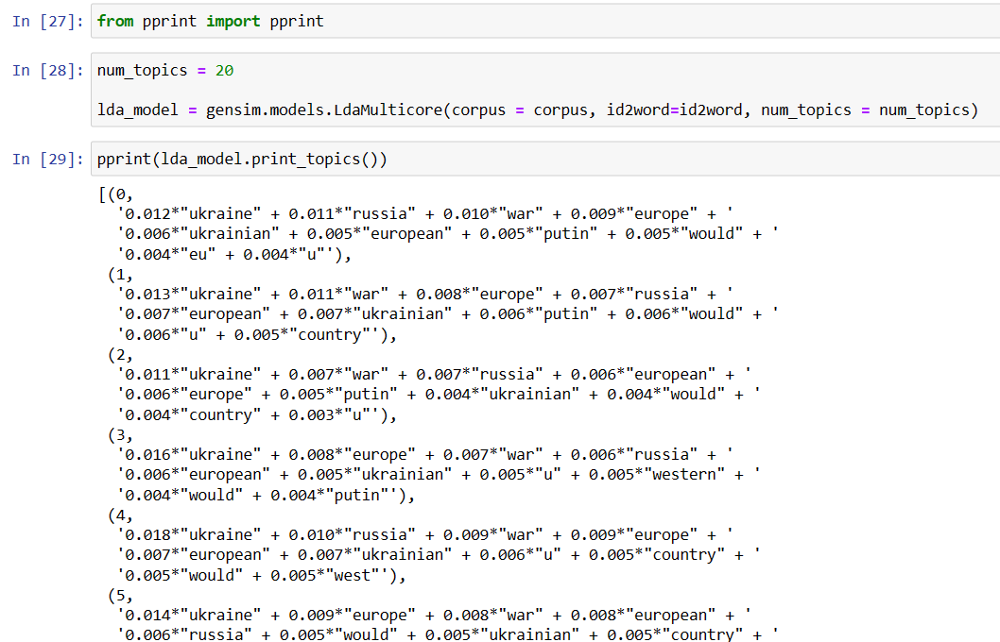 In [27]: from pprint import pprint
In [28]: num_topics = 20
lda_model = gensim.models.LdaMulticore(corpus = corpus, id2word=id2word, num_topics = num_topics)
In [29]: pprint(lda_model.print_topics())
[(0,
'0.012*"ukraine" + 0.011*"russia" + 0.010*"war" + 0.009*"europe" + '
'0.006*"ukrainian" + 0.005*"european" + 0.005*"putin" + 0.005*"would" + '
'0.004*"eu" + 0.004*"u"'),
(1,
'0.013*"ukraine" + 0.011*"war" + 0.008*"europe" + 0.007*"russia" + '
'0.007*"european" + 0.007*"ukrainian" + 0.006*"putin" + 0.006*"would" + '
'0.006*"u" + 0.005*"country"'),
(2,
'0.011*"ukraine" + 0.007*"war" + 0.007*"russia" + 0.006*"european" + '
'0.006*"europe" + 0.005*"putin" + 0.004*"ukrainian" + 0.004*"would" + '
'0.004*"country" + 0.003*"u"'),
(3,
'0.016*"ukraine" + 0.008*"europe" + 0.007*"war" + 0.006*"russia" + '
'0.006*"european" + 0.005*"ukrainian" + 0.005*"u" + 0.005*"western" + '
'0.004*"would" + 0.004*"putin"'),
(4,
'0.018*"ukraine" + 0.010*"russia" + 0.009*"war" + 0.009*"europe" + '
'0.007*"european" + 0.007*"ukrainian" + 0.006*"u" + 0.005*"country" + '
'0.005*"would" + 0.005*"west"'),
(5,
'0.014*"ukraine" + 0.009*"europe" + 0.008*"war" + 0.008*"european" + '
'0.006*"russia" + 0.005*"would" + 0.005*"ukrainian" + 0.005*"country" + '